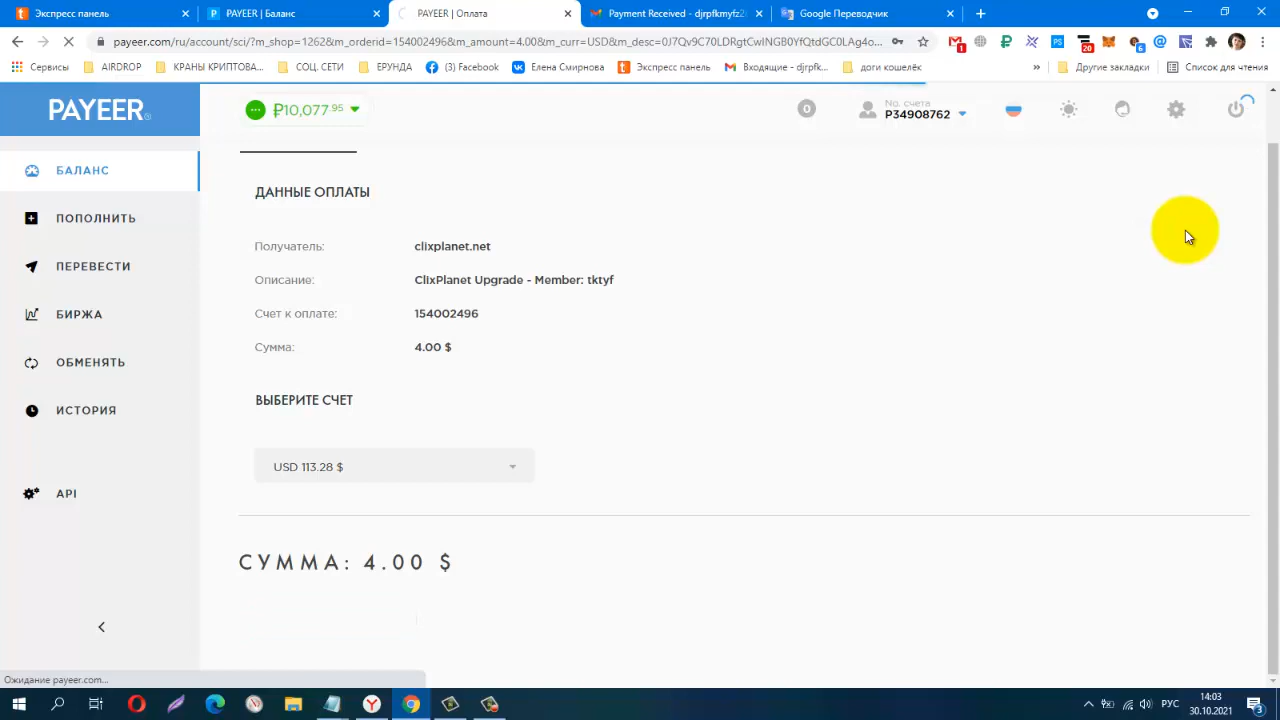 Экспресс панель
PAYEER | Баланс
PAYEER | Оплата
Payment Received - djrpfkmyfz2
Google Переводчик
payeer.com/ru/account/sci/?m_shop=1262&m_orderid=154002496&m_amount=4.00&m_curr=USD&m_desc=0J7Qv9C70LDRgtCwINGB0YfQtdGC0LAg4o...
1
PS
20
6
Сервисы
AIRDROP
КРАНЫ КРИПТОВА...
СОЦ. СЕТИ
ЕРУНДА
(3) Facebook
Елена Смирнова
Экспресс панель
Входящие - djrpfk...
доги кошелёк
»
Другие закладки
Список для чтения
PAYEER
₽10,077.95
0
No. счета
P34908762
БАЛАНС
ПОПОЛНИТЬ
ПЕРЕВЕСТИ
БИРЖА
ОБМЕНЯТЬ
ИСТОРИЯ
API
ДАННЫЕ ОПЛАТЫ
Получатель: clixplanet.net
Описание: ClixPlanet Upgrade - Member: tktyf
Счет к оплате: 154002496
Сумма: 4.00 $
ВЫБЕРИТЕ СЧЕТ
USD 113.28 $
СУММА: 4.00 $
Ожидание payeer.com...
РУС
14:03
30.10.2021
3